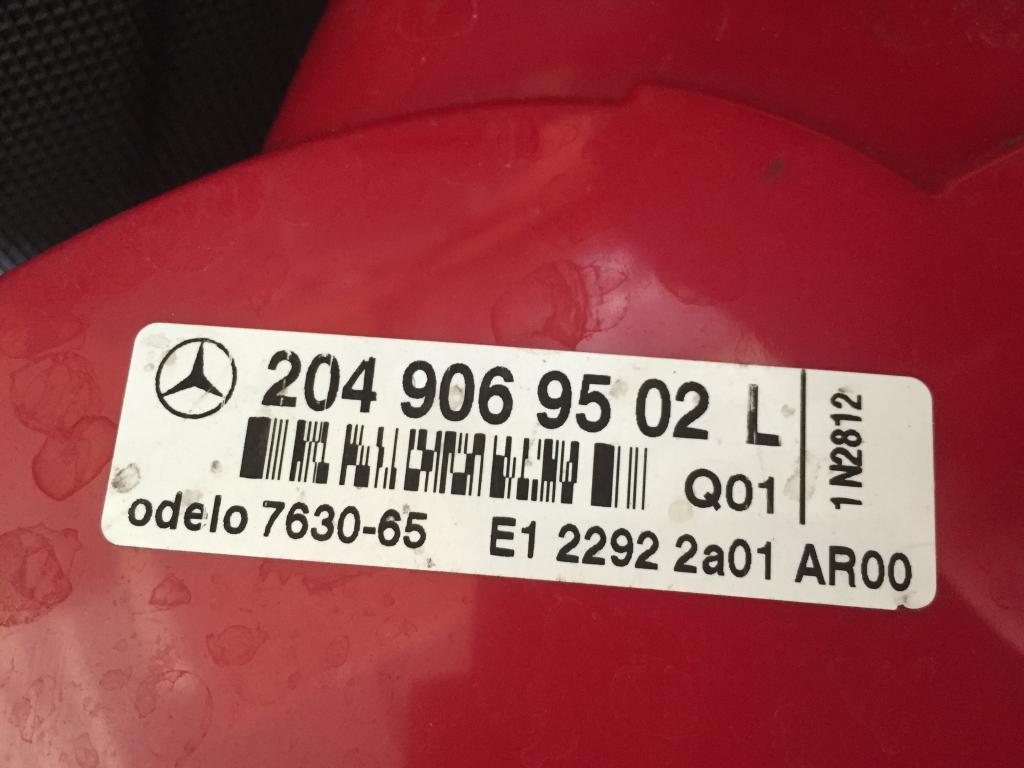 204 906 95 02 L
Q01
1N2812
odelo 7630-65 E1 2292 2a01 AR00